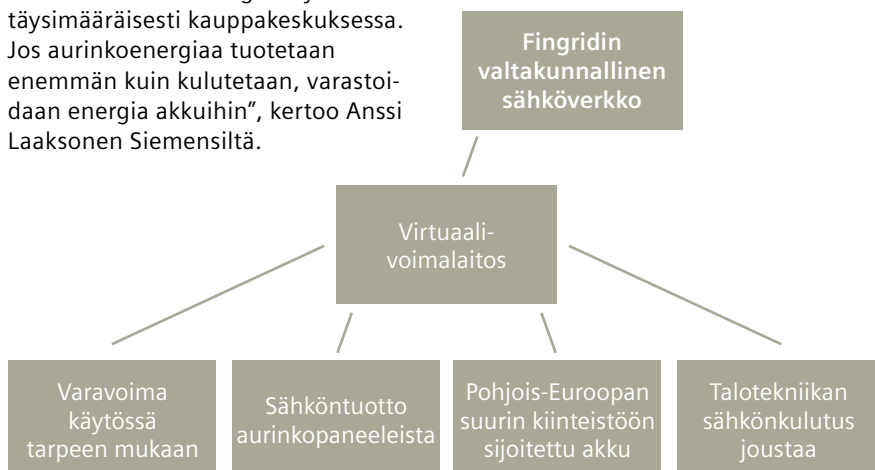 täysimääräisesti kauppakeskuksessa.
Jos aurinkoenergiaa tuotetaan
enemmän kuin kulutetaan, varastoi-
daan energia akkuihin”, kertoo Anssi
Laaksonen Siemensiltä.
Fingridin
valtakunnallinen
sähköverkko
Virtuaali-
voimalaitos
Varavoima
käytössä
tarpeen mukaan
Sähköntuotto
aurinkopaneeleista
Pohjois-Euroopan
suurin kiinteistöön
sijoitettu akku
Talotekniikan
sähkönkulutus
joustaa